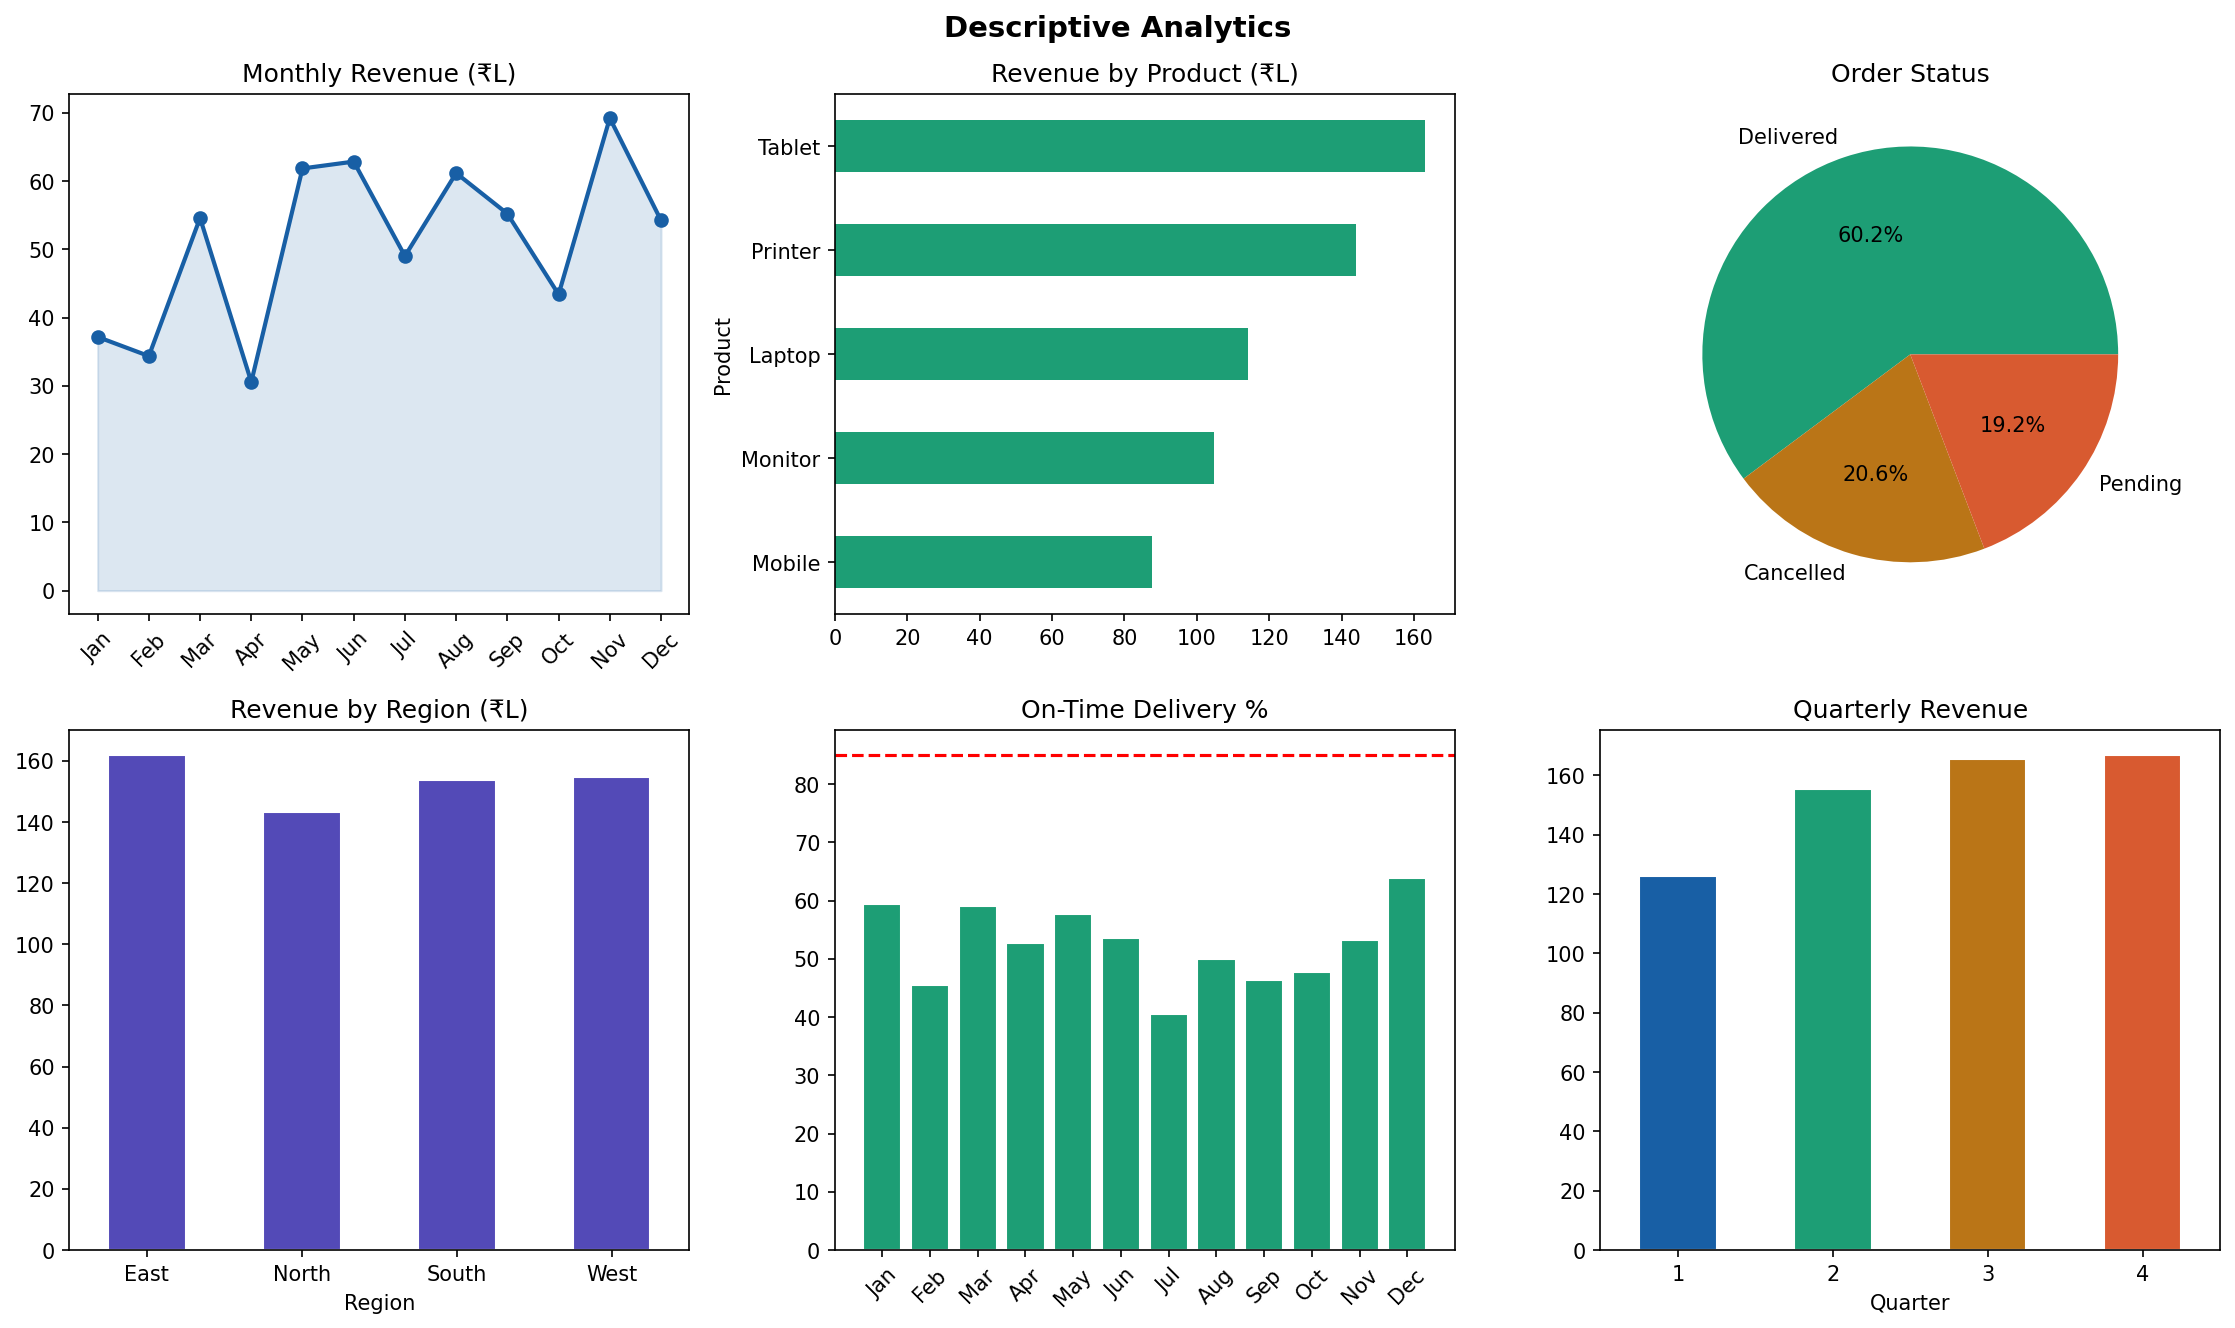 Descriptive Analytics
Monthly Revenue (₹L)
70
60
50
40
30
20
10
0
Jan Feb Mar Apr May Jun Jul Aug Sep Oct Nov Dec
Revenue by Product (₹L)
Product
Tablet
Printer
Laptop
Monitor
Mobile
0 20 40 60 80 100 120 140 160
Order Status
Delivered
60.2%
19.2%
20.6%
Pending
Cancelled
Revenue by Region (₹L)
160
140
120
100
80
60
40
20
0
East North South West
Region
On-Time Delivery %
80
70
60
50
40
30
20
10
0
Jan Feb Mar Apr May Jun Jul Aug Sep Oct Nov Dec
Quarterly Revenue
160
140
120
100
80
60
40
20
0
1 2 3 4
Quarter